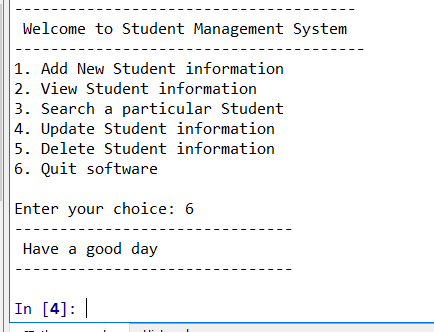 --------------------------------------
Welcome to Student Management System
---------------------------------------
1. Add New Student information
2. View Student information
3. Search a particular Student
4. Update Student information
5. Delete Student information
6. Quit software
Enter your choice: 6
-------------------------------
Have a good day
-------------------------------
In [4]: